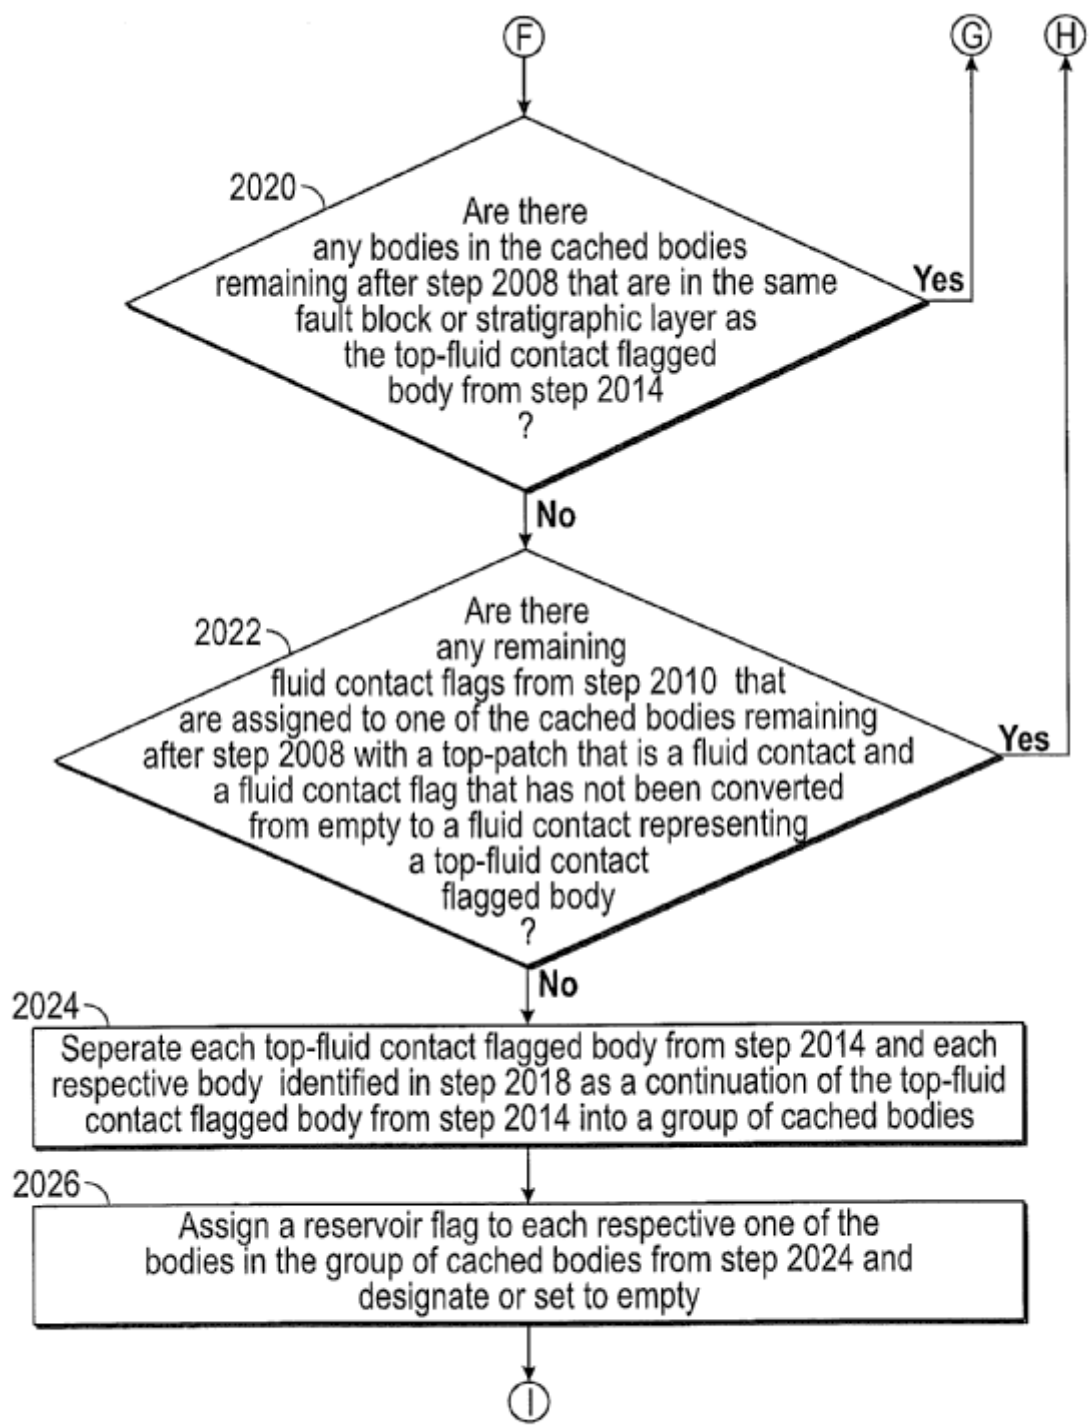 F
G
H
2020
Are there
any bodies in the cached bodies
remaining after step 2008 that are in the same
fault block or stratigraphic layer as
the top-fluid contact flagged
body from step 2014
?
Yes
No
2022
Are there
any remaining
fluid contact flags from step 2010 that
are assigned to one of the cached bodies remaining
after step 2008 with a top-patch that is a fluid contact and
a fluid contact flag that has not been converted
from empty to a fluid contact representing
a top-fluid contact
flagged body
?
Yes
No
2024
Seperate each top-fluid contact flagged body from step 2014 and each
respective body identified in step 2018 as a continuation of the top-fluid
contact flagged body from step 2014 into a group of cached bodies
2026
Assign a reservoir flag to each respective one of the
bodies in the group of cached bodies from step 2024 and
designate or set to empty
I